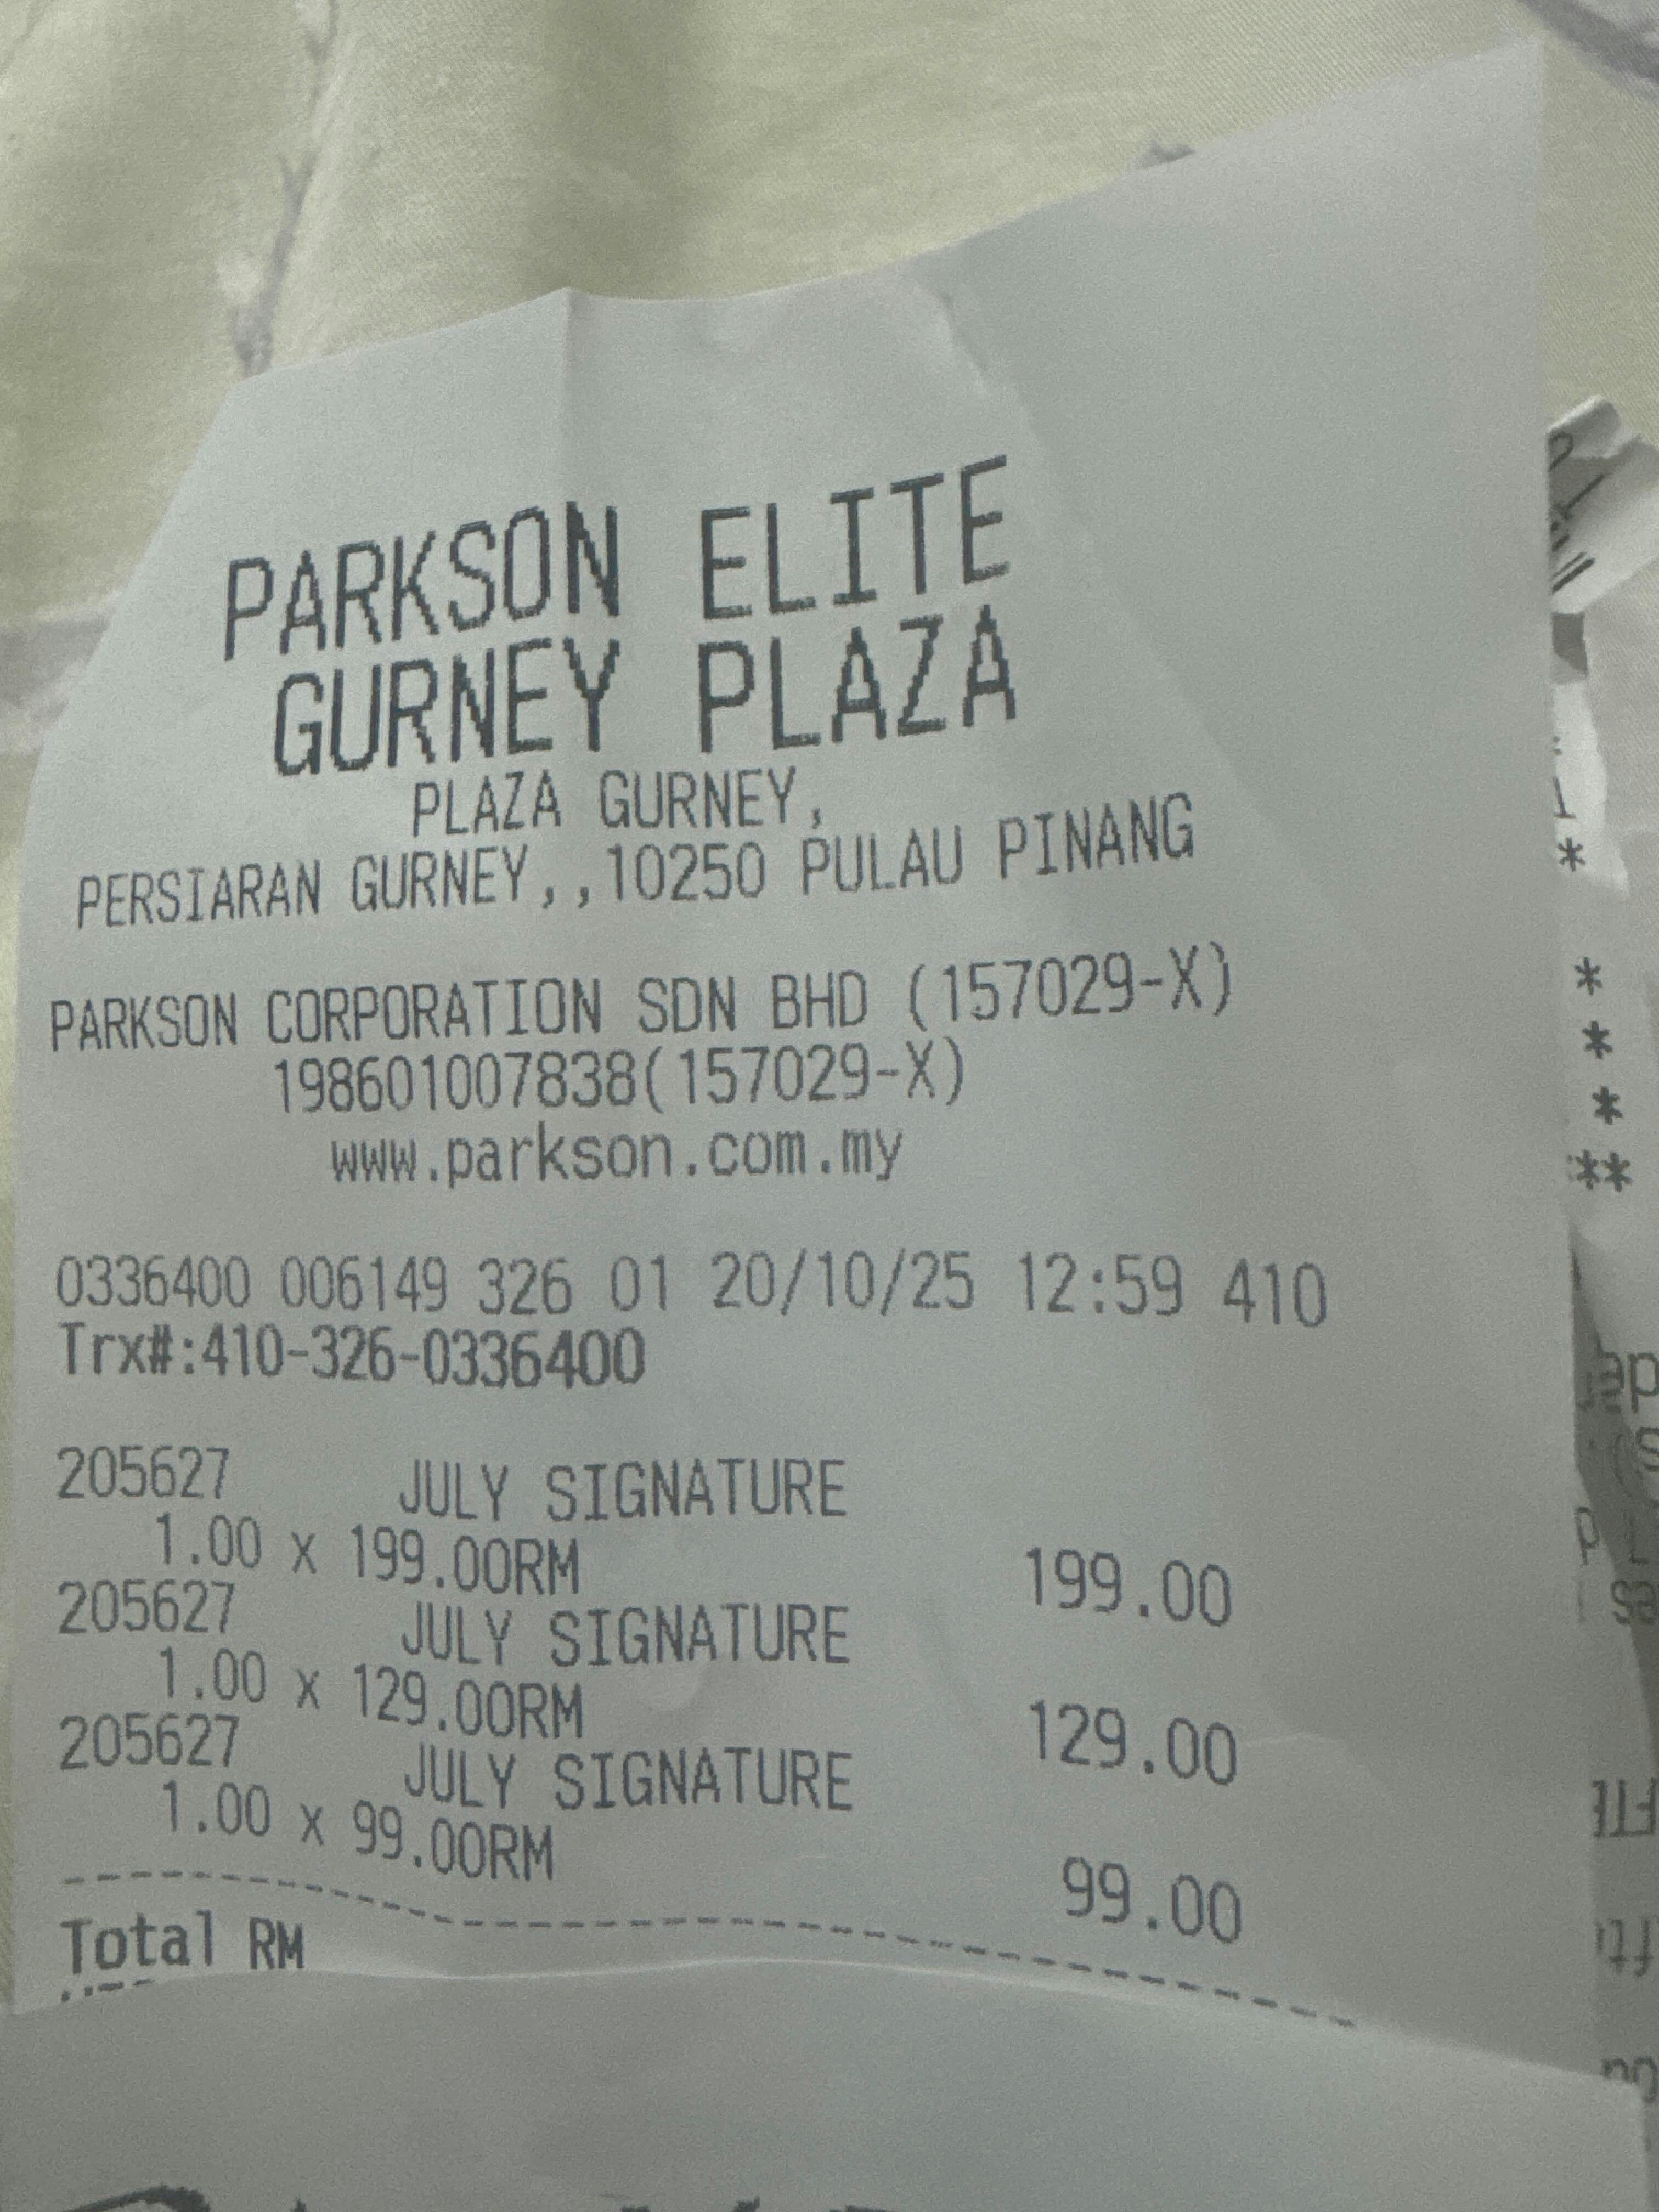 PARKSON ELITE
GURNEY PLAZA
PLAZA GURNEY,
PERSIARAN GURNEY,,10250 PULAU PINANG
PARKSON CORPORATION SDN BHD (157029-X)
198601007838(157029-X)
www.parkson.com.my
0336400 006149 326 01 20/10/25 12:59 410
Trx#:410-326-0336400
205627 JULY SIGNATURE
1.00 x 199.00RM 199.00
205627 JULY SIGNATURE
1.00 x 129.00RM 129.00
205627 JULY SIGNATURE
1.00 x 99.00RM 99.00
Total RM
*
*
*
*
**